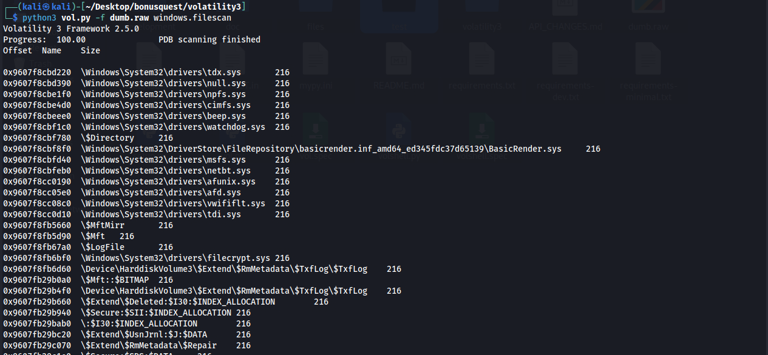 (kali㉿kali)-[~/Desktop/bonusquest/volatility3]
$ python3 vol.py -f dumb.raw windows.filescan
Volatility 3 Framework 2.5.0
Progress:  100.00               PDB scanning finished
Offset  Name    Size

0x9607f8cbd220  \Windows\System32\drivers\tdx.sys       216
0x9607f8cbd390  \Windows\System32\drivers\null.sys      216
0x9607f8cbe1f0  \Windows\System32\drivers\npfs.sys      216
0x9607f8cbe4d0  \Windows\System32\drivers\cimfs.sys     216
0x9607f8cbeee0  \Windows\System32\drivers\beep.sys      216
0x9607f8cbf1c0  \Windows\System32\drivers\watchdog.sys  216
0x9607f8cbf780  \$Directory     216
0x9607f8cbf8f0  \Windows\System32\DriverStore\FileRepository\basicrender.inf_amd64_ed345fdc37d65139\BasicRender.sys     216
0x9607f8cbfd40  \Windows\System32\drivers\msfs.sys      216
0x9607f8cbfeb0  \Windows\System32\drivers\netbt.sys     216
0x9607f8cc0190  \Windows\System32\drivers\afunix.sys    216
0x9607f8cc05e0  \Windows\System32\drivers\afd.sys       216
0x9607f8cc08c0  \Windows\System32\drivers\vwififlt.sys  216
0x9607f8cc0d10  \Windows\System32\drivers\tdi.sys       216
0x9607f8fb5660  \$MftMirr       216
0x9607f8fb5d90  \$Mft   216
0x9607f8fb67a0  \$LogFile       216
0x9607f8fb6bf0  \Windows\System32\drivers\filecrypt.sys 216
0x9607f8fb6d60  \Device\HarddiskVolume3\$Extend\$RmMetadata\$TxfLog\$TxfLog     216
0x9607fb29b0a0  \$Mft::$BITMAP  216
0x9607fb29b4f0  \Device\HarddiskVolume3\$Extend\$RmMetadata\$TxfLog\$TxfLog     216
0x9607fb29b660  \$Extend\$Deleted:$I30:$INDEX_ALLOCATION        216
0x9607fb29b940  \$Secure:$SII:$INDEX_ALLOCATION 216
0x9607fb29bab0  \:$I30:$INDEX_ALLOCATION        216
0x9607fb29bc20  \$Extend\$UsnJrnl:$J:$DATA      216
0x9607fb29c070  \$Extend\$RmMetadata\$Repair    216